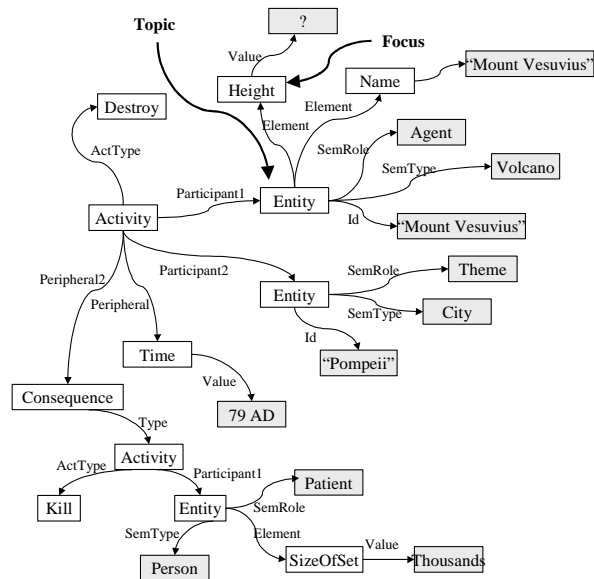 ?
Topic
Value
Focus
Height
Name
“Mount Vesuvius”
Destroy
Element
Element
Agent
ActType
SemRole
SemType
Volcano
Participant1
Entity
Activity
Id
“Mount Vesuvius”
Participant2
SemRole
Theme
Peripheral2
Entity
Peripheral
SemType
City
Id
Time
“Pompeii”
Value
Consequence
79 AD
Type
Activity
ActType
Participant1
Patient
Kill
Entity
SemRole
SemType
Element
Value
Person
SizeOfSet
Thousands